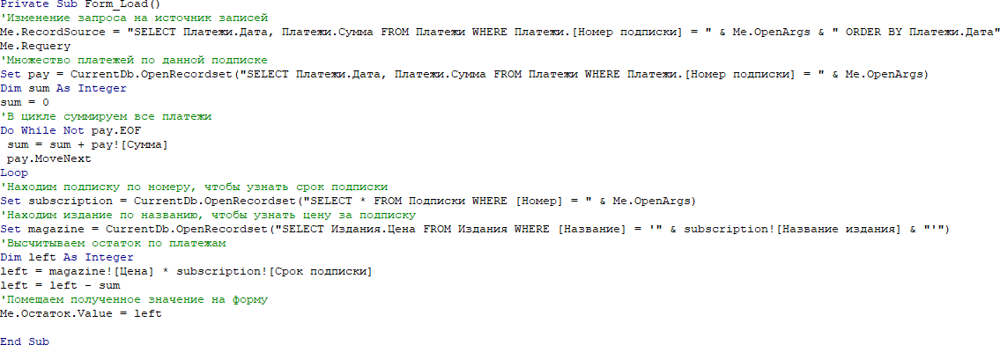 Private Sub Form_Load()
'Изменение запроса на источник записей
Me.RecordSource = "SELECT Платежи.Дата, Платежи.Сумма FROM Платежи WHERE Платежи.[Номер подписки] = " & Me.OpenArgs & " ORDER BY Платежи.Дата"
Me.Requery
'Множество платежей по данной подписке
Set pay = CurrentDb.OpenRecordset("SELECT Платежи.Дата, Платежи.Сумма FROM Платежи WHERE Платежи.[Номер подписки] = " & Me.OpenArgs)
Dim sum As Integer
sum = 0
'В цикле суммируем все платежи
Do While Not pay.EOF
 sum = sum + pay![Сумма]
 pay.MoveNext
Loop
'Находим подписку по номеру, чтобы узнать срок подписки
Set subscription = CurrentDb.OpenRecordset("SELECT * FROM Подписки WHERE [Номер] = " & Me.OpenArgs)
'Находим издание по названию, чтобы узнать цену за подписку
Set magazine = CurrentDb.OpenRecordset("SELECT Издания.Цена FROM Издания WHERE [Название] = '" & subscription![Название издания] & "'")
'Высчитываем остаток по платежам
Dim left As Integer
left = magazine![Цена] * subscription![Срок подписки]
left = left - sum
'Помещаем полученное значение на форму
Me.Остаток.Value = left
End Sub